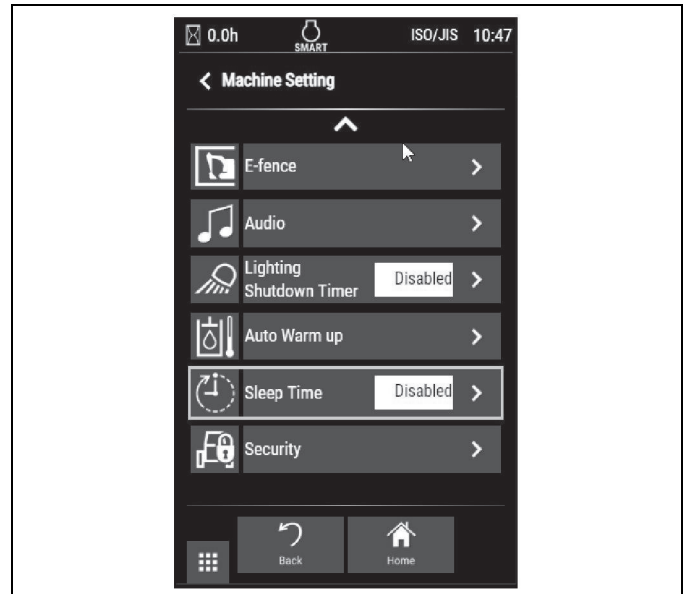 0.0h SMART ISO/JIS 10:47
Machine Setting
E-fence
Audio
Lighting
Shutdown Timer Disabled
Auto Warm up
Sleep Time Disabled
Security
Back Home